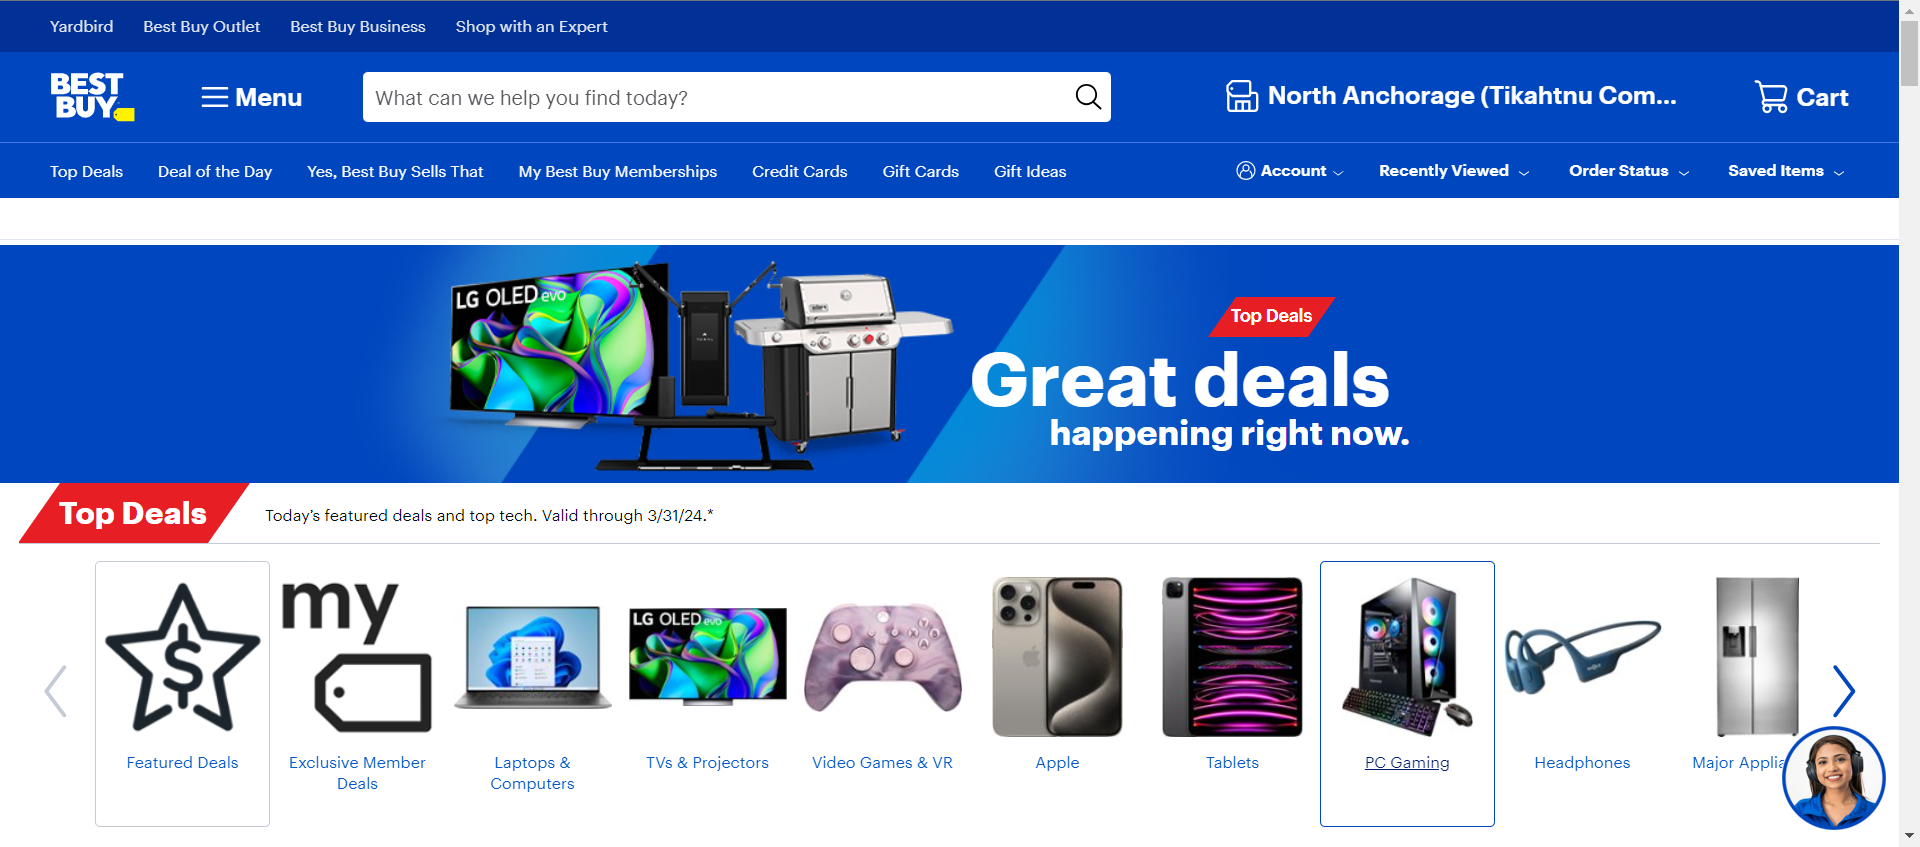 Yardbird
Best Buy Outlet
Best Buy Business
Shop with an Expert
BEST
BUY
Menu
What can we help you find today?
North Anchorage (Tikahtnu Com...
Cart
Top Deals
Deal of the Day
Yes, Best Buy Sells That
My Best Buy Memberships
Credit Cards
Gift Cards
Gift Ideas
Account
Recently Viewed
Order Status
Saved Items
LG OLED evo
Top Deals
Great deals
happening right now.
Top Deals
Today's featured deals and top tech. Valid through 3/31/24.*
my
LG OLED evo
Featured Deals
Exclusive Member
Deals
Laptops &
Computers
TVs & Projectors
Video Games & VR
Apple
Tablets
PC Gaming
Headphones
Major Applia